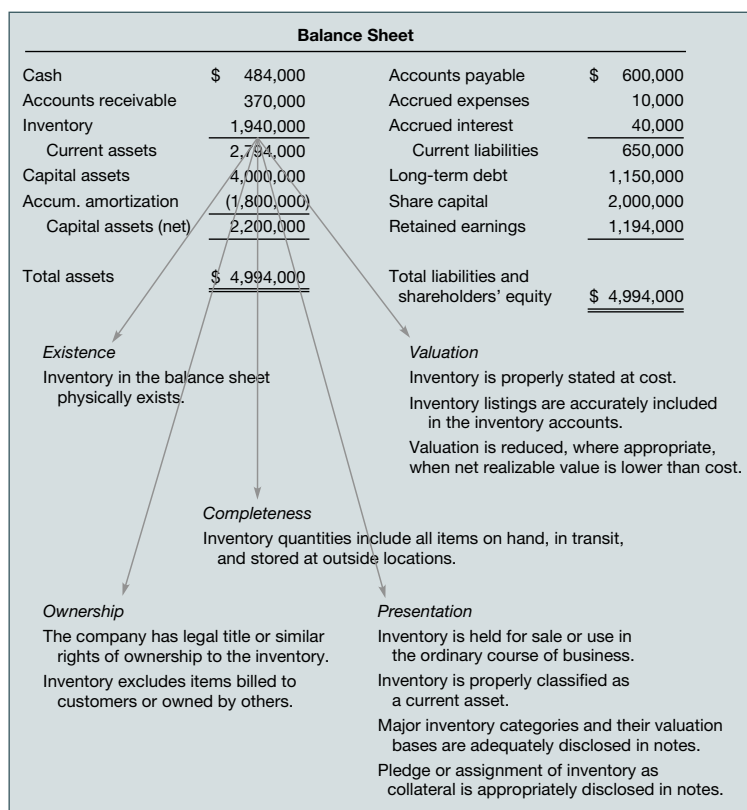 Balance Sheet
Cash $ 484,000 Accounts payable $ 600,000
Accounts receivable 370,000 Accrued expenses 10,000
Inventory 1,940,000 Accrued interest 40,000
Current assets 2,794,000 Current liabilities 650,000
Capital assets 4,000,000 Long-term debt 1,150,000
Accum. amortization (1,800,000) Share capital 2,000,000
Capital assets (net) 2,200,000 Retained earnings 1,194,000
Total assets $ 4,994,000 Total liabilities and
shareholders' equity $ 4,994,000
Existence
Inventory in the balance sheet
physically exists.
Valuation
Inventory is properly stated at cost.
Inventory listings are accurately included
in the inventory accounts.
Valuation is reduced, where appropriate,
when net realizable value is lower than cost.
Completeness
Inventory quantities include all items on hand, in transit,
and stored at outside locations.
Ownership
The company has legal title or similar
rights of ownership to the inventory.
Inventory excludes items billed to
customers or owned by others.
Presentation
Inventory is held for sale or use in
the ordinary course of business.
Inventory is properly classified as
a current asset.
Major inventory categories and their valuation
bases are adequately disclosed in notes.
Pledge or assignment of inventory as
collateral is appropriately disclosed in notes.